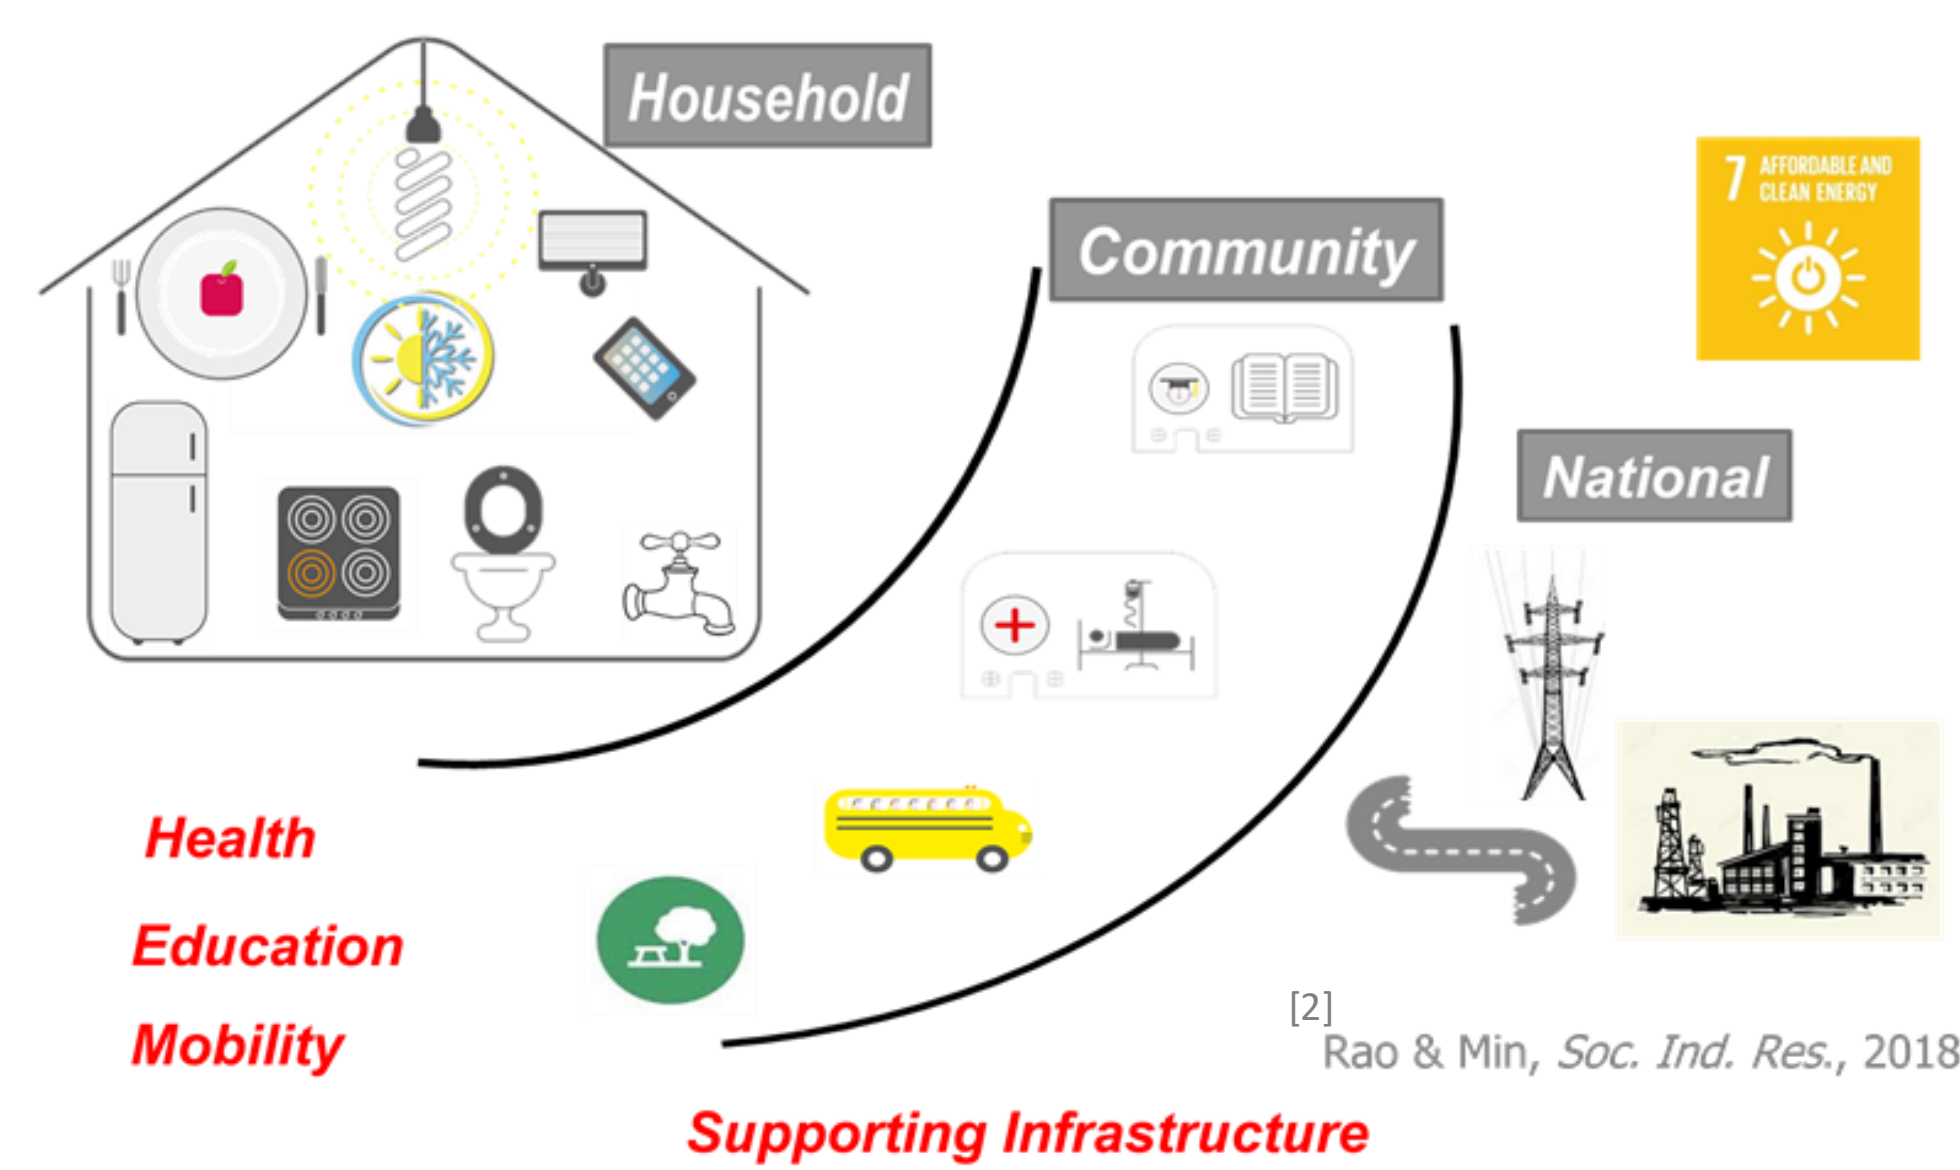 Household
7 AFFORDABLE AND
CLEAN ENERGY
Community
National
Health
Education
Mobility
[2]
Rao & Min, Soc. Ind. Res., 2018
Supporting Infrastructure